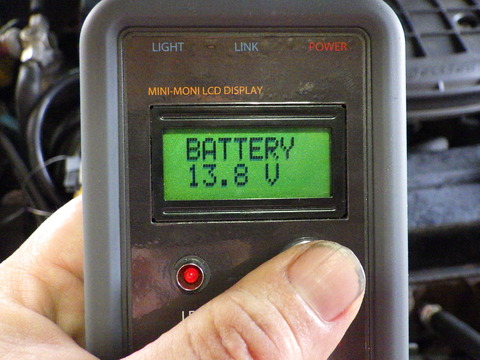 LIGHT LINK POWER
MINI-MONI LCD DISPLAY
BATTERY
13.8 V